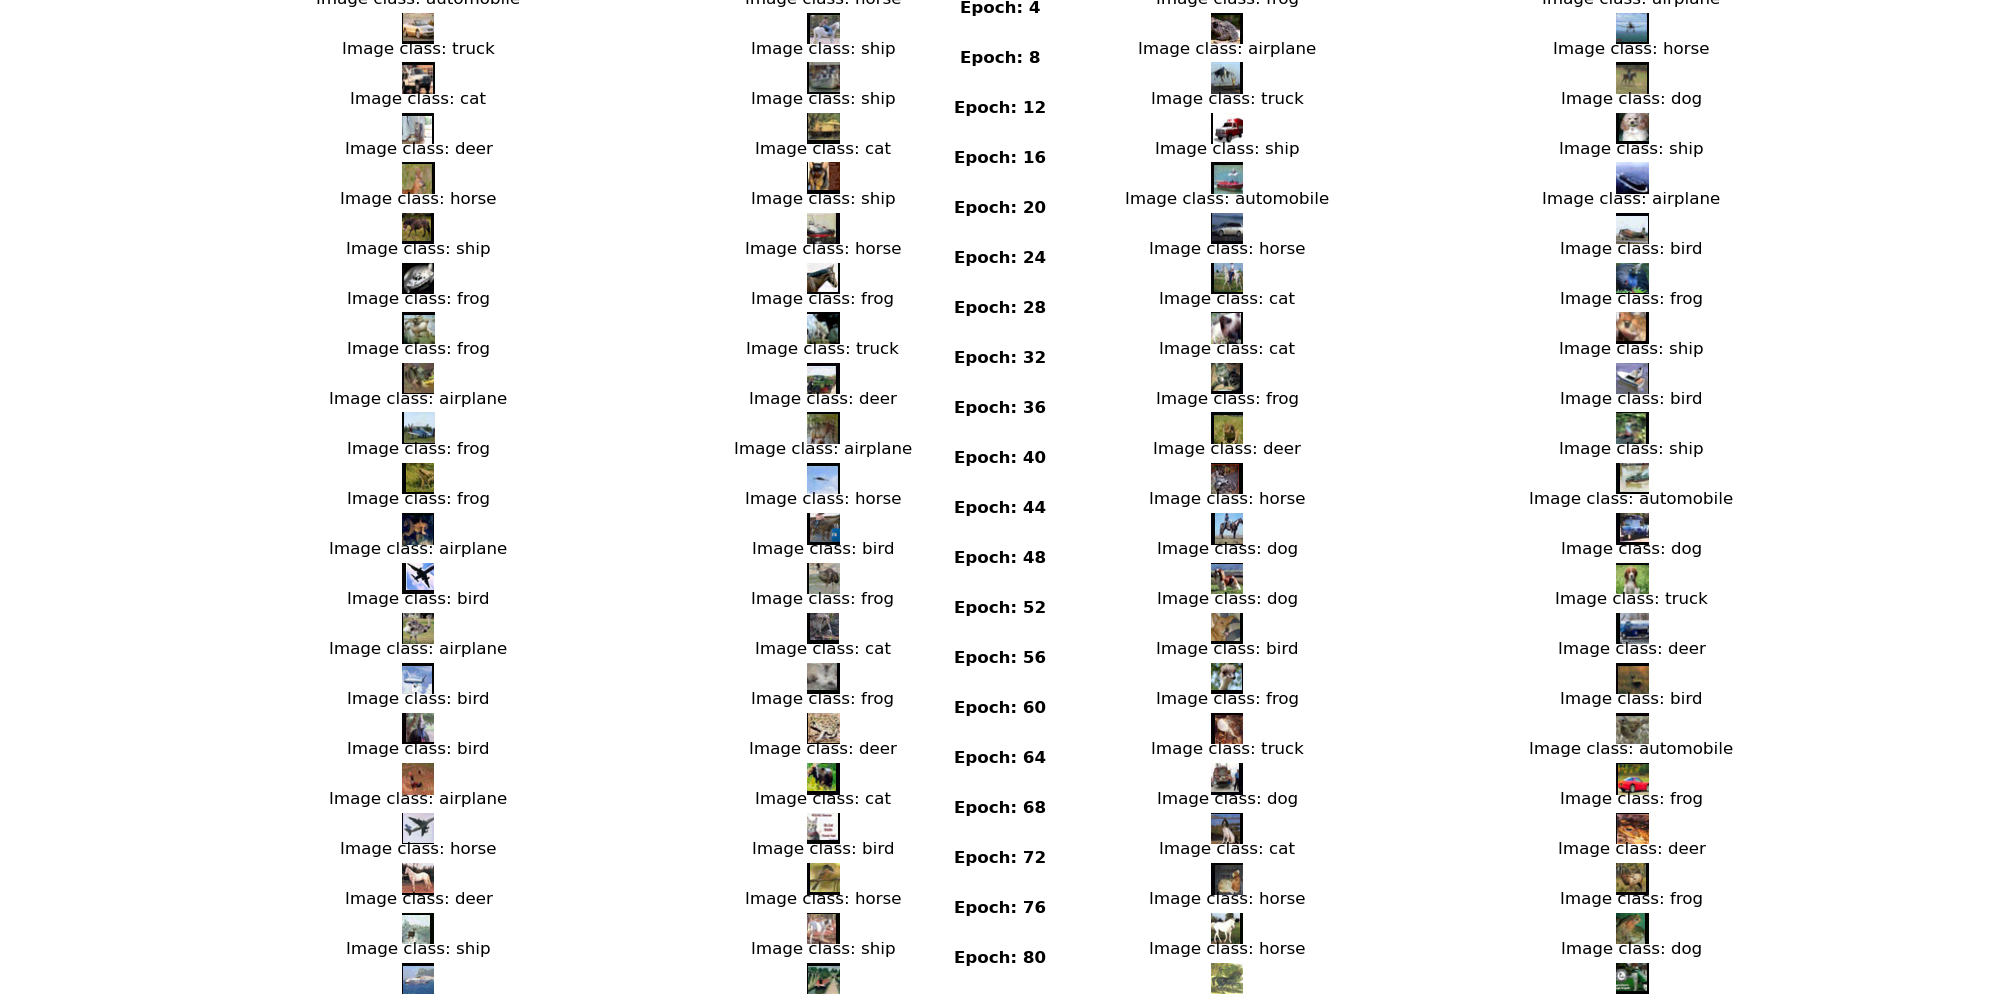 Image class: automobile Image class: horse Epoch: 4 Image class: frog Image class: airplane
Image class: truck Image class: ship Epoch: 8 Image class: airplane Image class: horse
Image class: cat Image class: ship Epoch: 12 Image class: truck Image class: dog
Image class: deer Image class: cat Epoch: 16 Image class: ship Image class: ship
Image class: horse Image class: ship Epoch: 20 Image class: automobile Image class: airplane
Image class: ship Image class: horse Epoch: 24 Image class: horse Image class: bird
Image class: frog Image class: frog Epoch: 28 Image class: cat Image class: frog
Image class: frog Image class: truck Epoch: 32 Image class: cat Image class: ship
Image class: airplane Image class: deer Epoch: 36 Image class: frog Image class: bird
Image class: frog Image class: airplane Epoch: 40 Image class: deer Image class: ship
Image class: frog Image class: horse Epoch: 44 Image class: horse Image class: automobile
Image class: airplane Image class: bird Epoch: 48 Image class: dog Image class: dog
Image class: bird Image class: frog Epoch: 52 Image class: dog Image class: truck
Image class: airplane Image class: cat Epoch: 56 Image class: bird Image class: deer
Image class: bird Image class: frog Epoch: 60 Image class: frog Image class: bird
Image class: bird Image class: deer Epoch: 64 Image class: truck Image class: automobile
Image class: airplane Image class: cat Epoch: 68 Image class: dog Image class: frog
Image class: horse Image class: bird Epoch: 72 Image class: cat Image class: deer
Image class: deer Image class: horse Epoch: 76 Image class: horse Image class: frog
Image class: ship Image class: ship Epoch: 80 Image class: horse Image class: dog